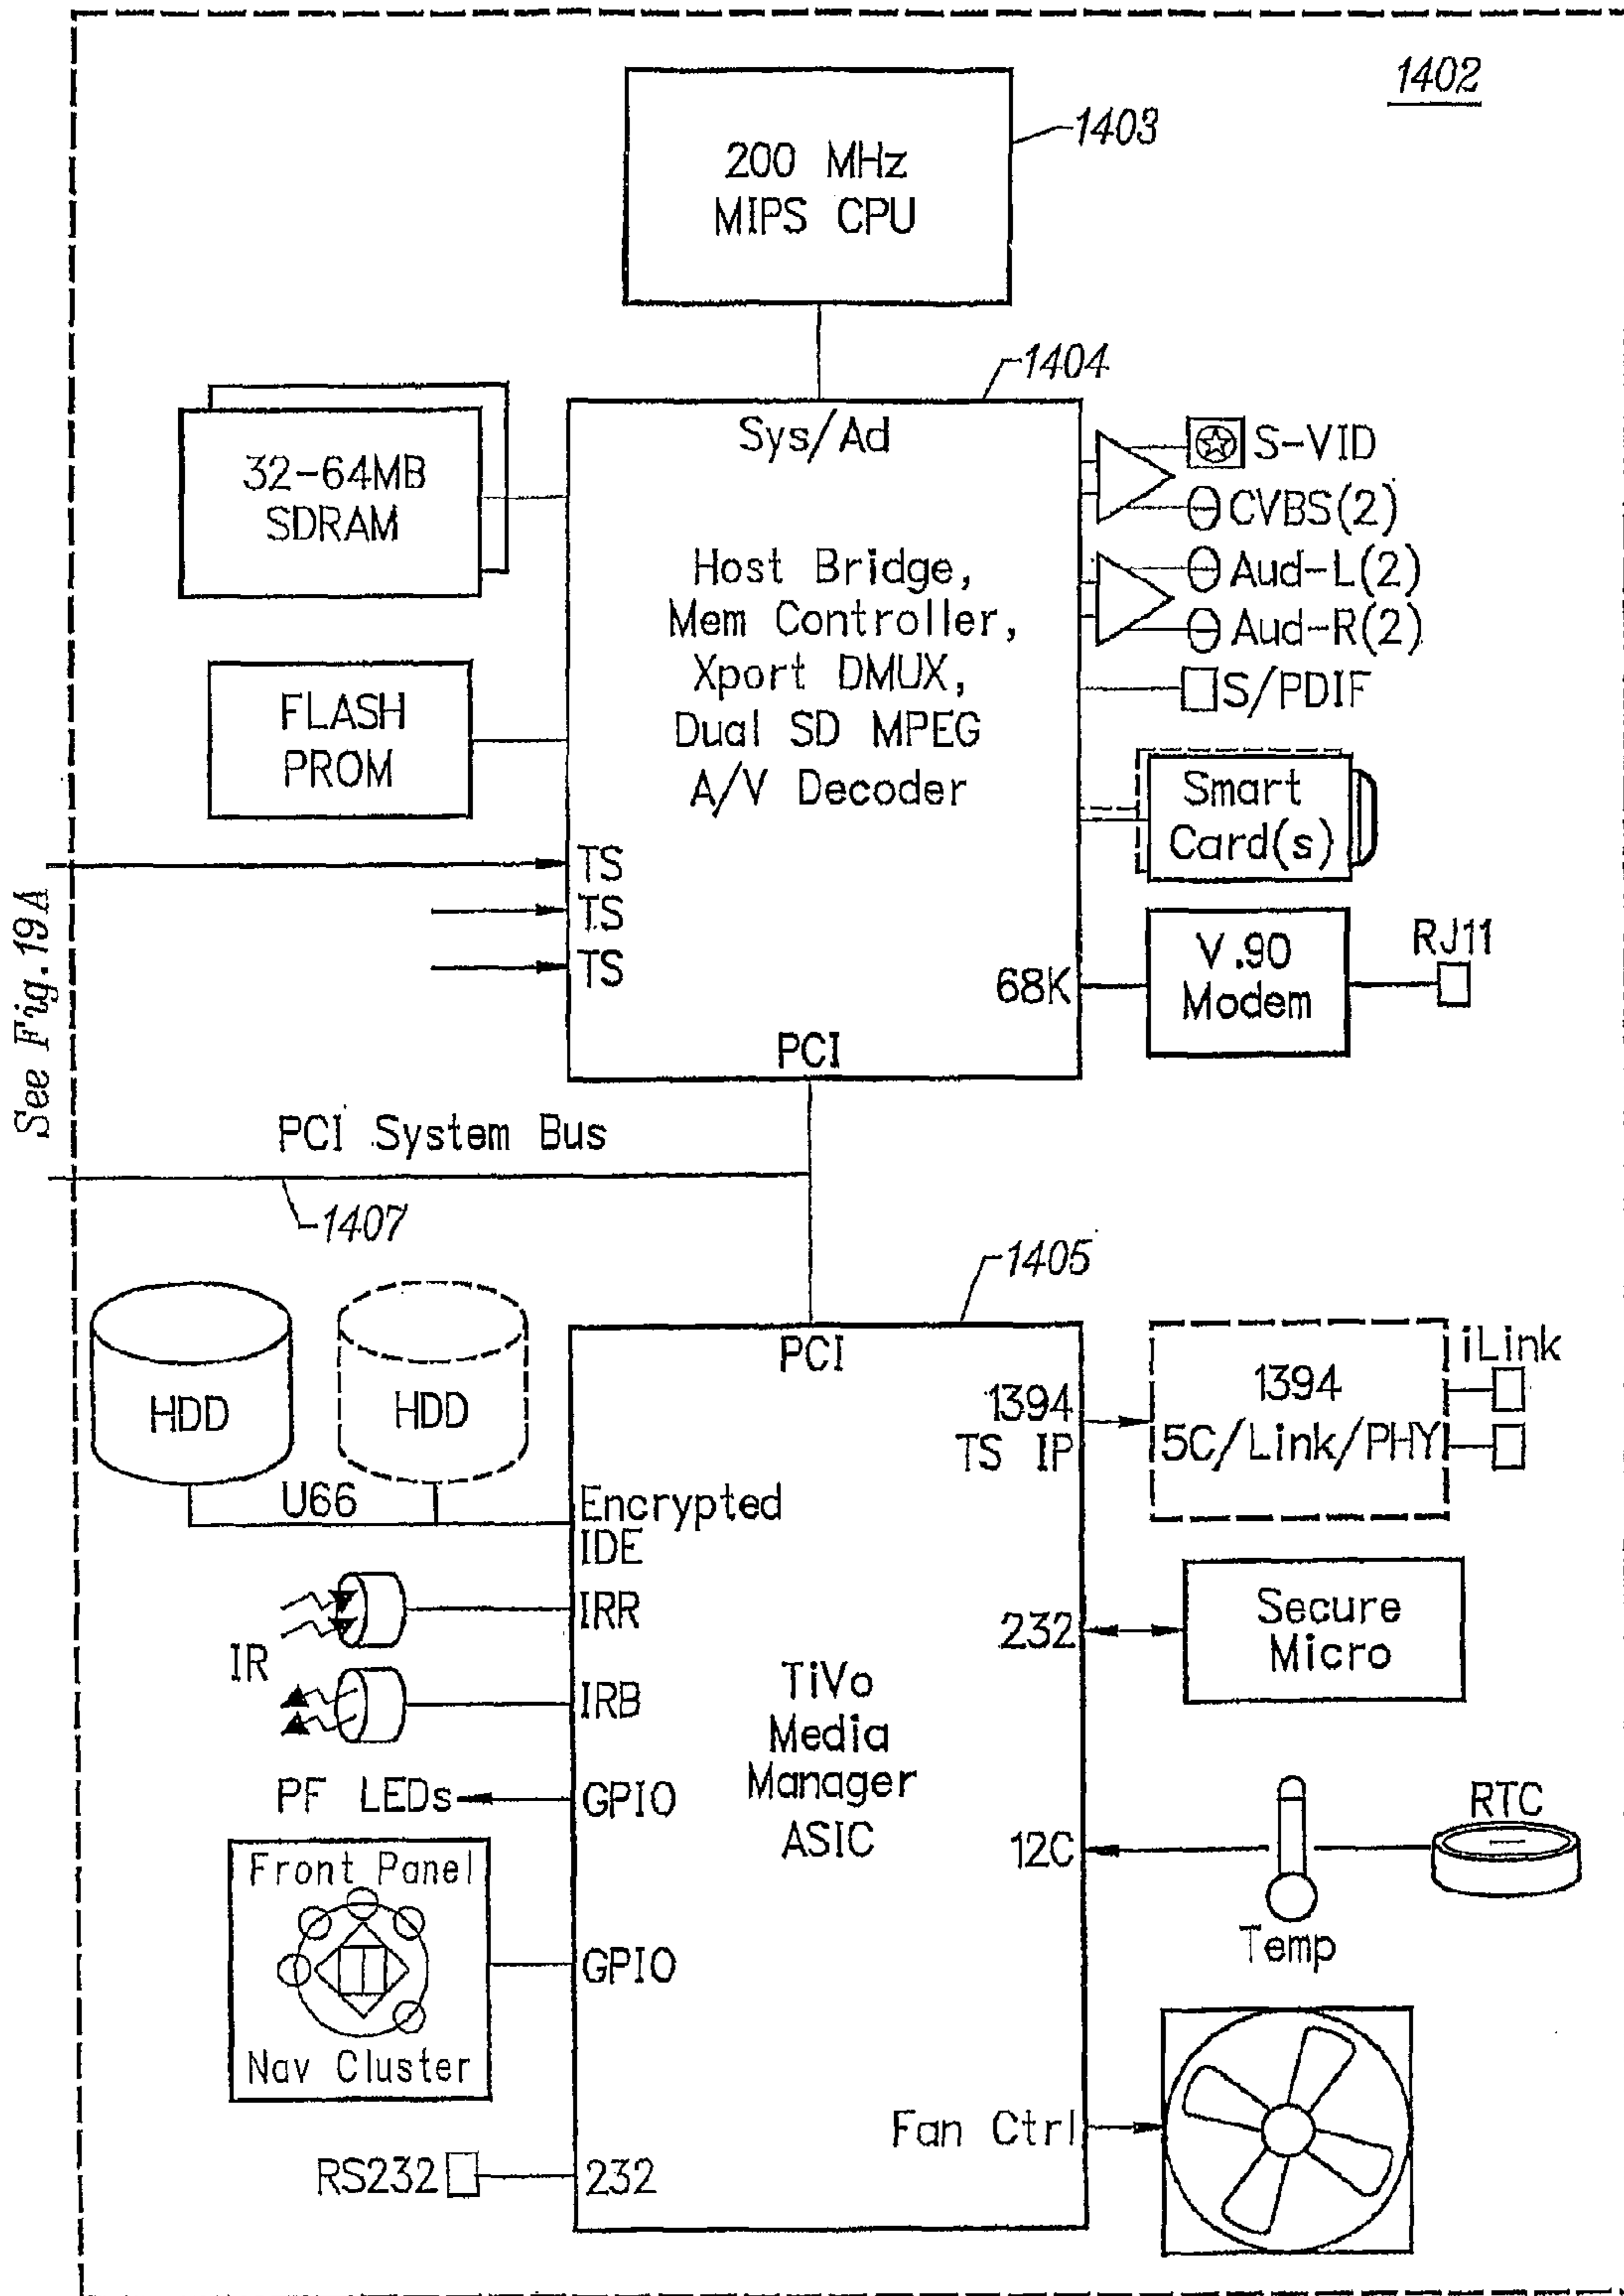 1402
200 MHz
MIPS CPU
1403
1404
Sys/Ad
32-64MB
SDRAM
Host Bridge,
Mem Controller,
Xport DMUX,
Dual SD MPEG
A/V Decoder
S-VID
CVBS(2)
Aud-L(2)
Aud-R(2)
S/PDIF
FLASH
PROM
Smart
Card(s)
TS
TS
TS
68K
V.90
Modem
RJ11
PCI
See Fig.19A
PCI System Bus
1407
1405
HDD
HDD
U66
PCI
1394
TS IP
1394
5C/Link/PHY
iLink
Encrypted
IDE
IRR
IR
IRB
232
Secure
Micro
TiVo
Media
Manager
ASIC
PF LEDs
GPIO
12C
Temp
RTC
Front Panel
Nav Cluster
GPIO
Fan Ctrl
RS232
232